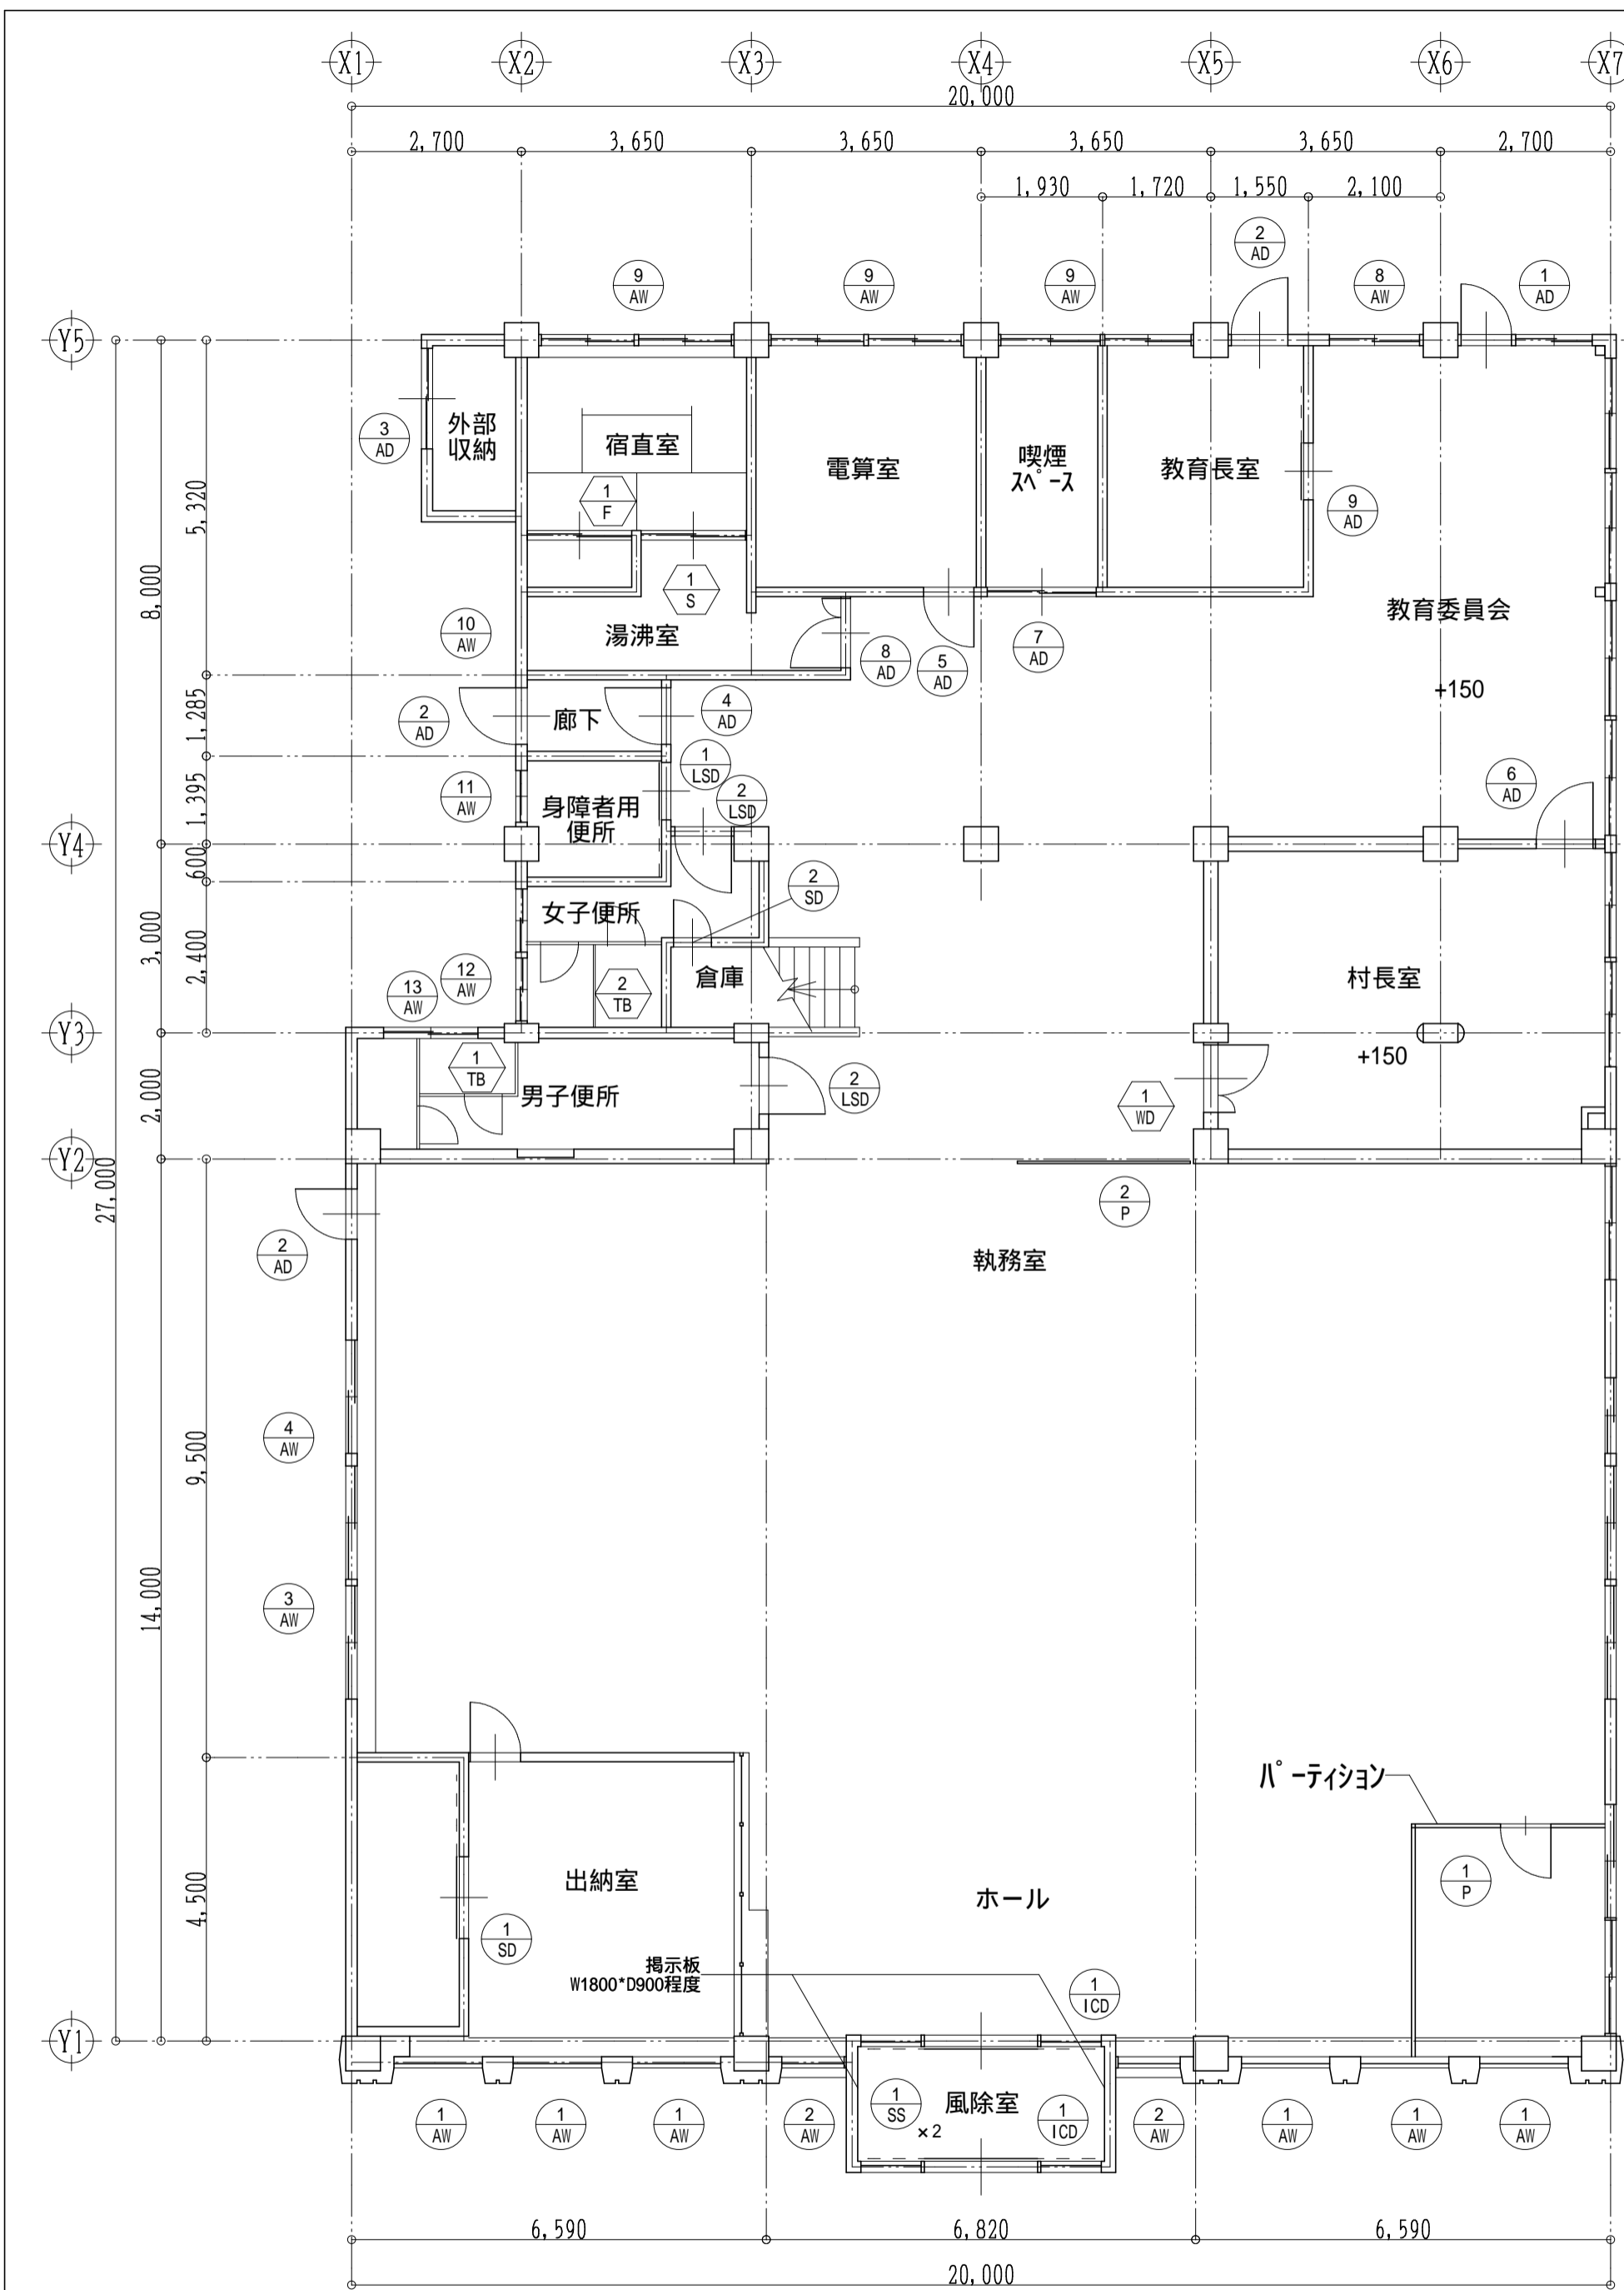 X1 X2 X3 X4 X5 X6 X7
20,000
2,700 3,650 3,650 3,650 3,650 2,700
1,930 1,720 1,550 2,100
2
AD
9
AW
9
AW
9
AW
8
AW
1
AD
Y5
3
AD
外部
収納
宿直室
電算室
喫煙
スペース
教育長室
1
F
9
AD
5,320
8,000
1
S
10
AW
湯沸室
教育委員会
7
AD
8
AD
5
AD
+150
1,285
2
AD
廊下
4
AD
1
LSD
6
AD
1,395
11
AW
身障者用
便所
2
LSD
Y4
600
2
SD
女子便所
3,000
2,400
13
AW
12
AW
2
TB
倉庫
村長室
Y3
1
TB
+150
2,000
男子便所
2
LSD
1
WD
Y2
27,000
2
P
2
AD
執務室
4
AW
9,500
14,000
3
AW
パーティション
出納室
1
P
4,500
ホール
1
SD
掲示板
W1800*D900程度
1
ICD
Y1
1
SS
×2
風除室
1
ICD
1
AW
1
AW
1
AW
2
AW
2
AW
1
AW
1
AW
1
AW
6,590 6,820 6,590
20,000